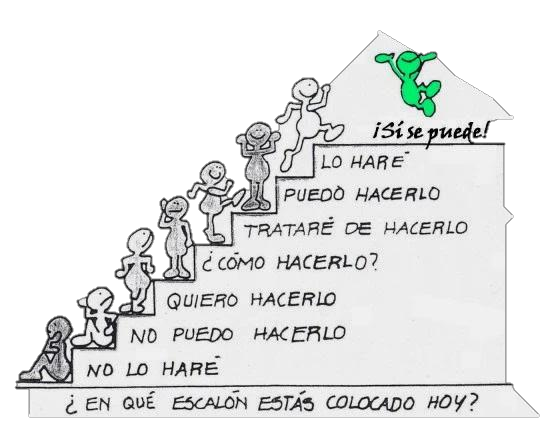 ¡Sí se puede!
LO HARÉ
PUEDO HACERLO
TRATARÉ DE HACERLO
¿CÓMO HACERLO?
QUIERO HACERLO
NO PUEDO HACERLO
NO LO HARÉ
¿ EN QUÉ ESCALÓN ESTÁS COLOCADO HOY?